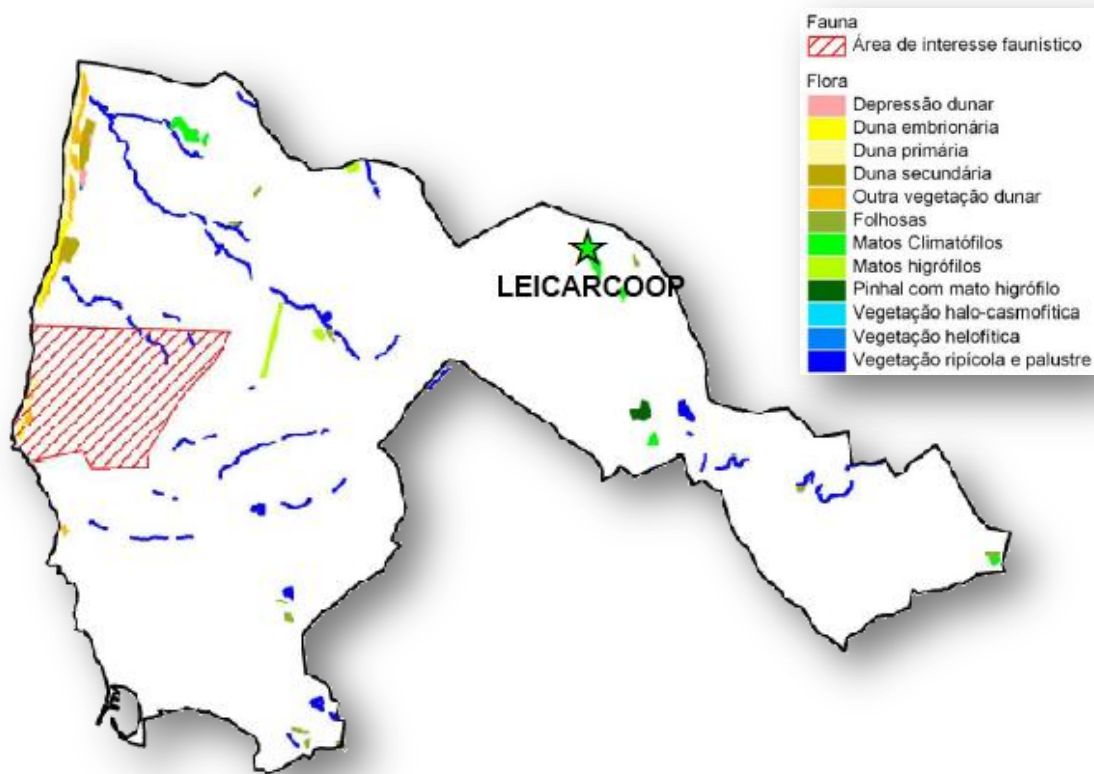 Fauna
Área de interesse faunístico
Flora
Depressão dunar
Duna embrionária
Duna primária
Duna secundária
Outra vegetação dunar
Folhosas
Matos Climatófilos
Matos higrófilos
Pinhal com mato higrófilo
Vegetação halo-casmofítica
Vegetação helofítica
Vegetação ripícola e palustre
LEICARCOOP